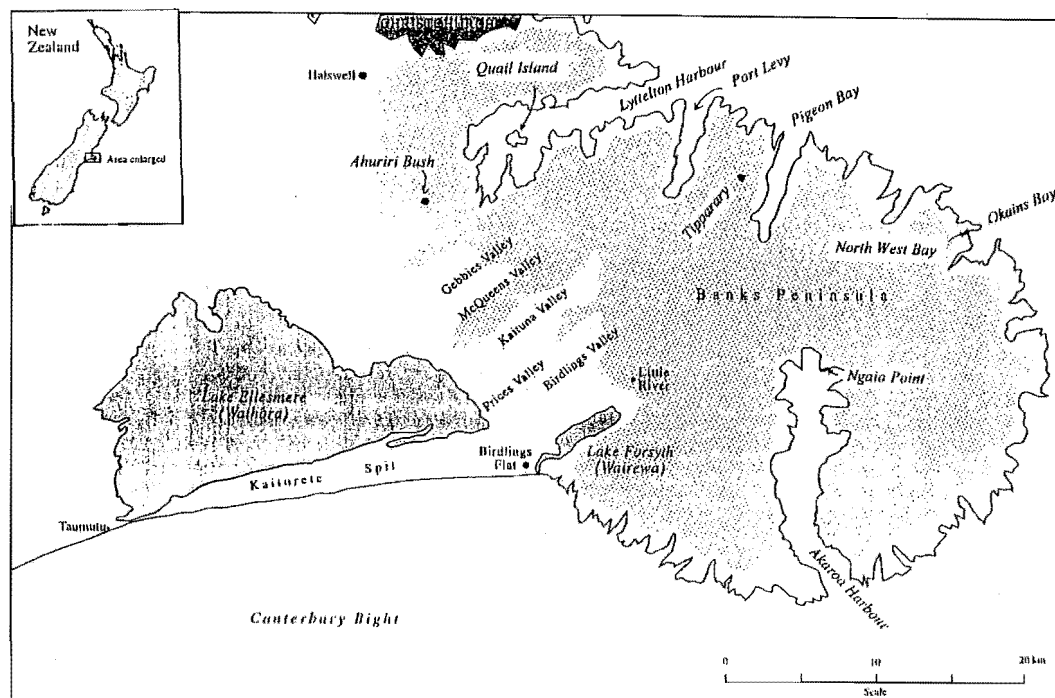 New
Zealand
Area enlarged
Halswell
Quail Island
Lyttelton Harbour
Port Levy
Pigeon Bay
Ahuriri Bush
Tipparary
Okains Bay
North West Bay
Gebbies Valley
McQueens Valley
Banks Peninsula
Kaituna Valley
Prices Valley
Birdlings Valley
Little
River
Ngaia Point
Lake Ellesmere
(Waihora)
Birdlings
Flat
Lake Forsyth
(Wairewa)
Kaitorete Spit
Taumutu
Akaroa Harbour
Canterbury Bight
0 10 20 km
Scale